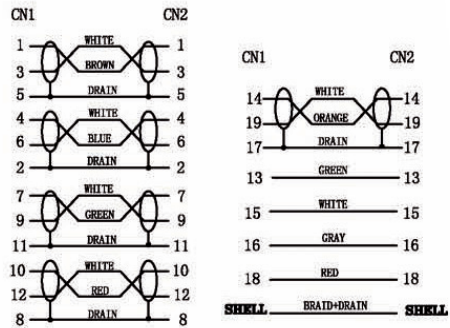 CN1 CN2
1 WHITE 1
3 BROWN 3
5 DRAIN 5
4 WHITE 4
6 BLUE 6
2 DRAIN 2
7 WHITE 7
9 GREEN 9
11 DRAIN 11
10 WHITE 10
12 RED 12
8 DRAIN 8
CN1 CN2
14 WHITE 14
19 ORANGE 19
17 DRAIN 17
13 GREEN 13
15 WHITE 15
16 GRAY 16
18 RED 18
SHELL BRAID+DRAIN SHELL